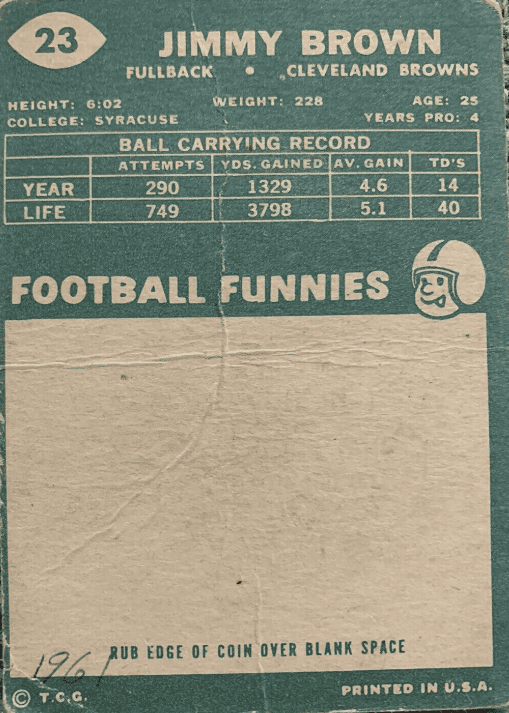 23
JIMMY BROWN
FULLBACK • CLEVELAND BROWNS
HEIGHT: 6:02 WEIGHT: 228 AGE: 25
COLLEGE: SYRACUSE YEARS PRO: 4
BALL CARRYING RECORD
ATTEMPTS YDS. GAINED AV. GAIN TD'S
YEAR 290 1329 4.6 14
LIFE 749 3798 5.1 40
FOOTBALL FUNNIES
RUB EDGE OF COIN OVER BLANK SPACE
1961
© T.C.G. PRINTED IN U.S.A.